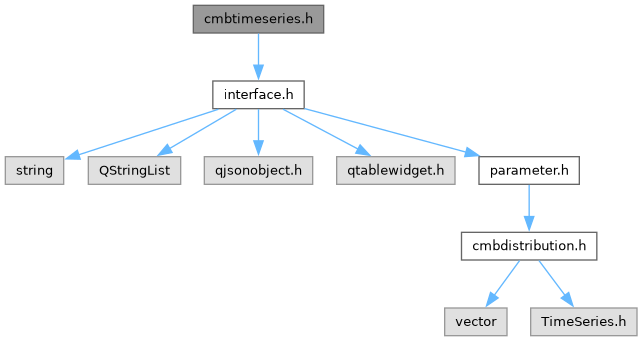 cmbtimeseries.h
interface.h
string
QStringList
qjsonobject.h
qtablewidget.h
parameter.h
cmbdistribution.h
vector
TimeSeries.h